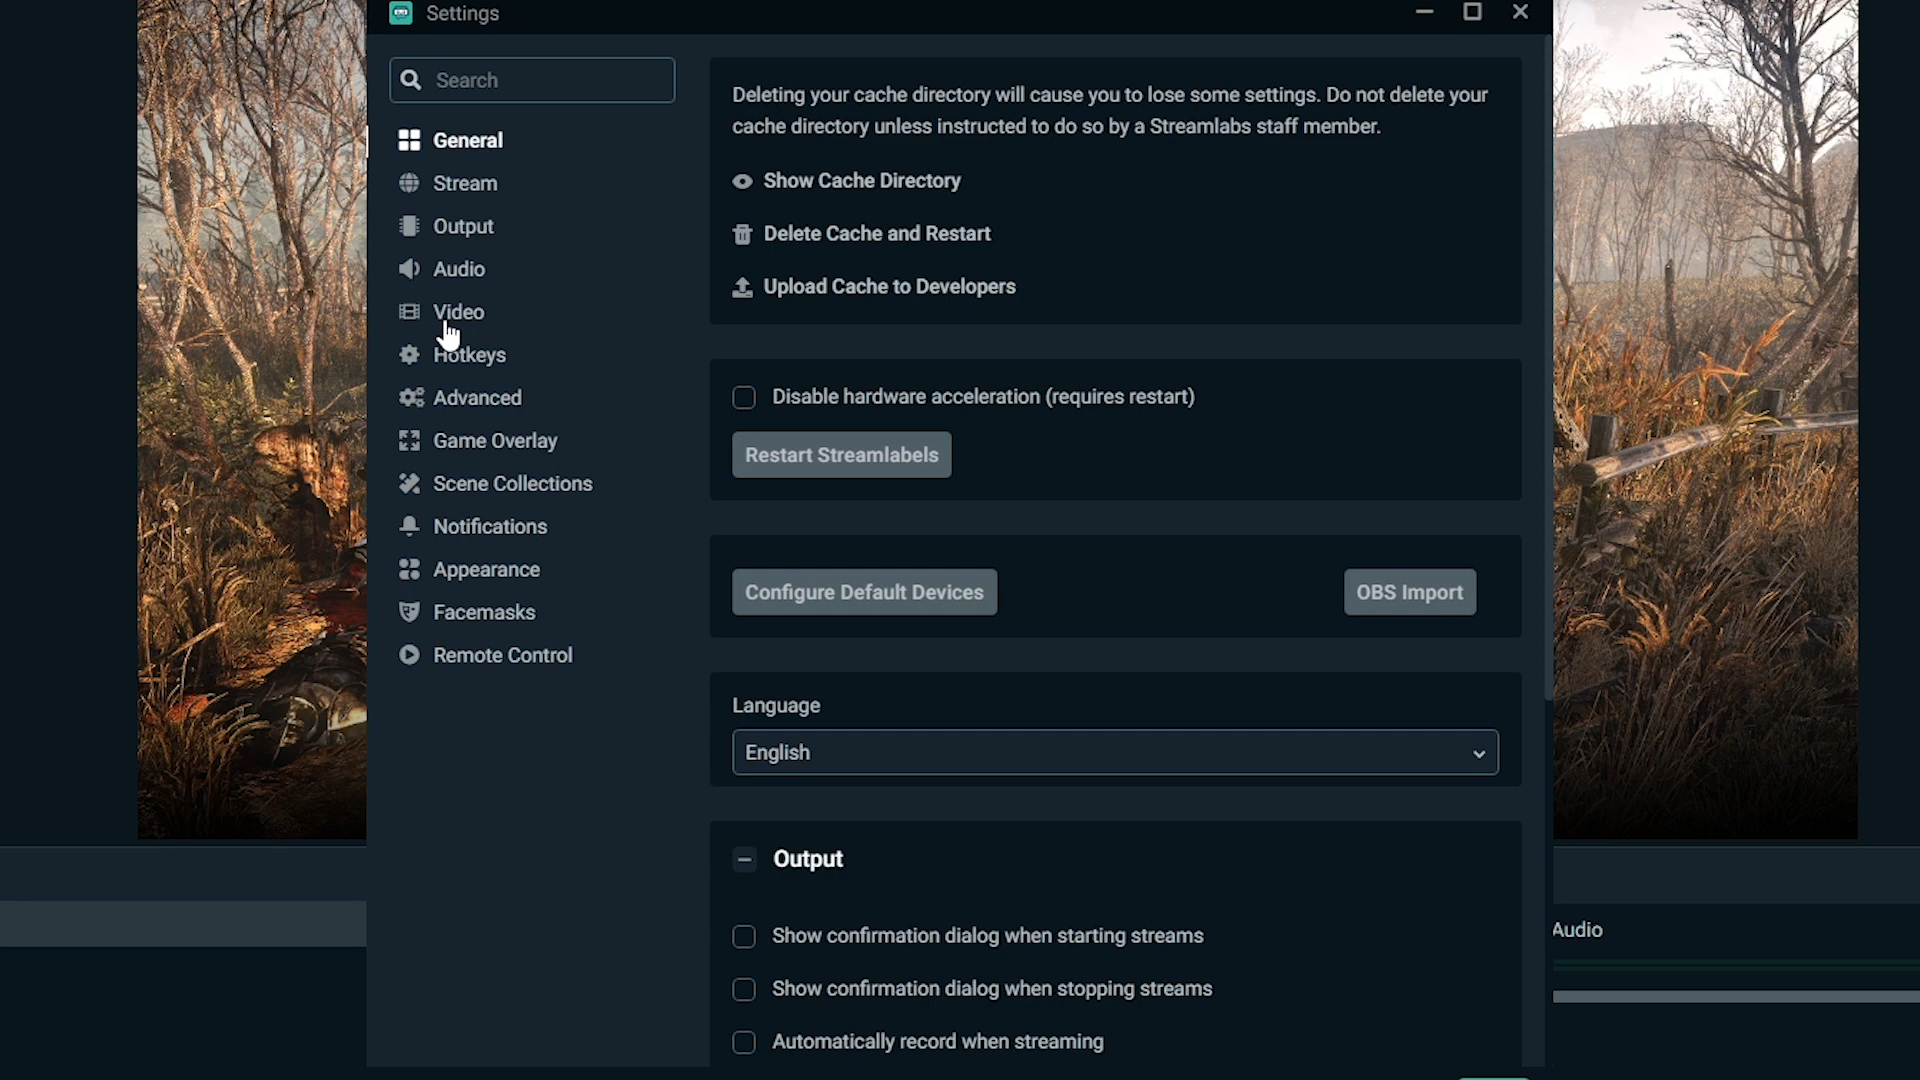 Settings
Search
General
Stream
Output
Audio
Video
Hotkeys
Advanced
Game Overlay
Scene Collections
Notifications
Appearance
Facemasks
Remote Control
Deleting your cache directory will cause you to lose some settings. Do not delete your
cache directory unless instructed to do so by a Streamlabs staff member.
Show Cache Directory
Delete Cache and Restart
Upload Cache to Developers
Disable hardware acceleration (requires restart)
Restart Streamlabels
Configure Default Devices
OBS Import
Language
English
Output
Show confirmation dialog when starting streams
Show confirmation dialog when stopping streams
Automatically record when streaming
Audio